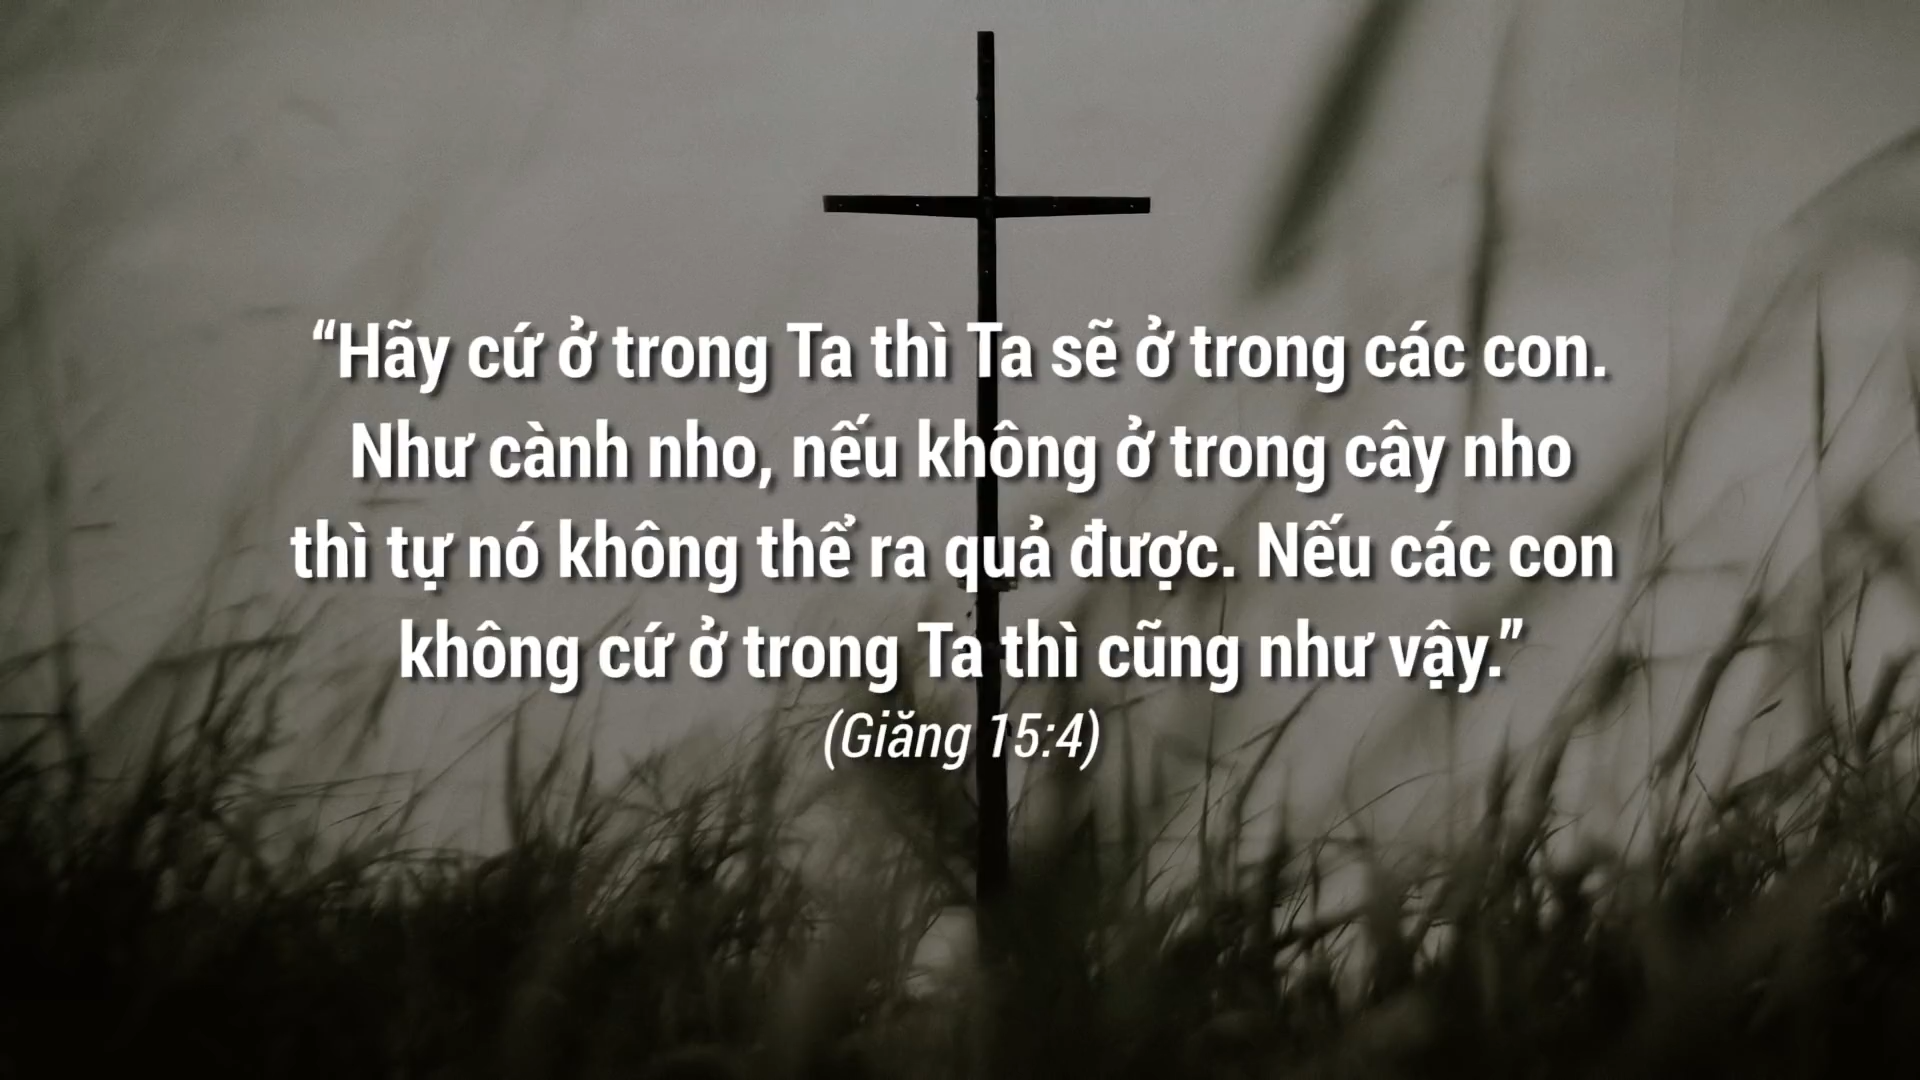 “Hãy cứ ở trong Ta thì Ta sẽ ở trong các con.
Như cành nho, nếu không ở trong cây nho
thì tự nó không thể ra quả được. Nếu các con
không cứ ở trong Ta thì cũng như vậy.”
(Giăng 15:4)